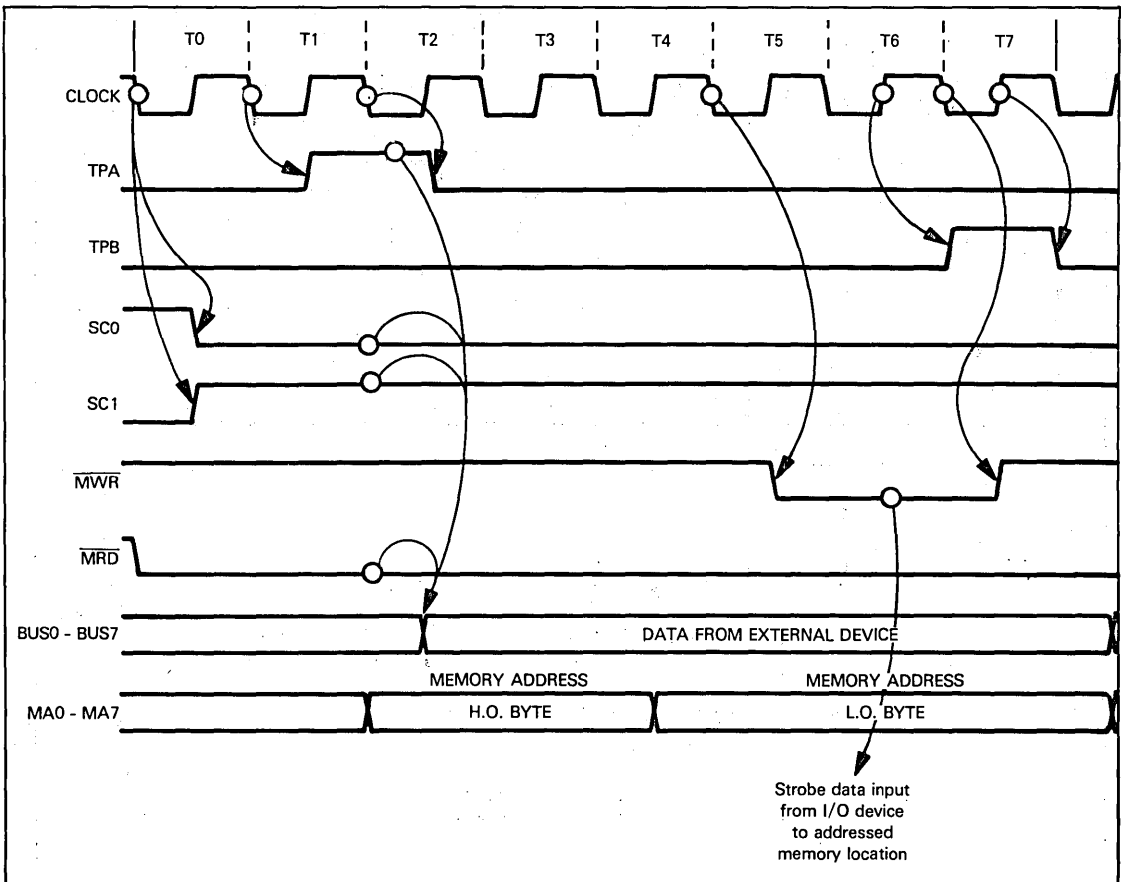 T0 T1 T2 T3 T4 T5 T6 T7
CLOCK
TPA
TPB
SC0
SC1
MWR
MRD
BUS0 - BUS7
DATA FROM EXTERNAL DEVICE
MEMORY ADDRESS MEMORY ADDRESS
MA0 - MA7
H.O. BYTE L.O. BYTE
Strobe data input
from I/O device
to addressed
memory location